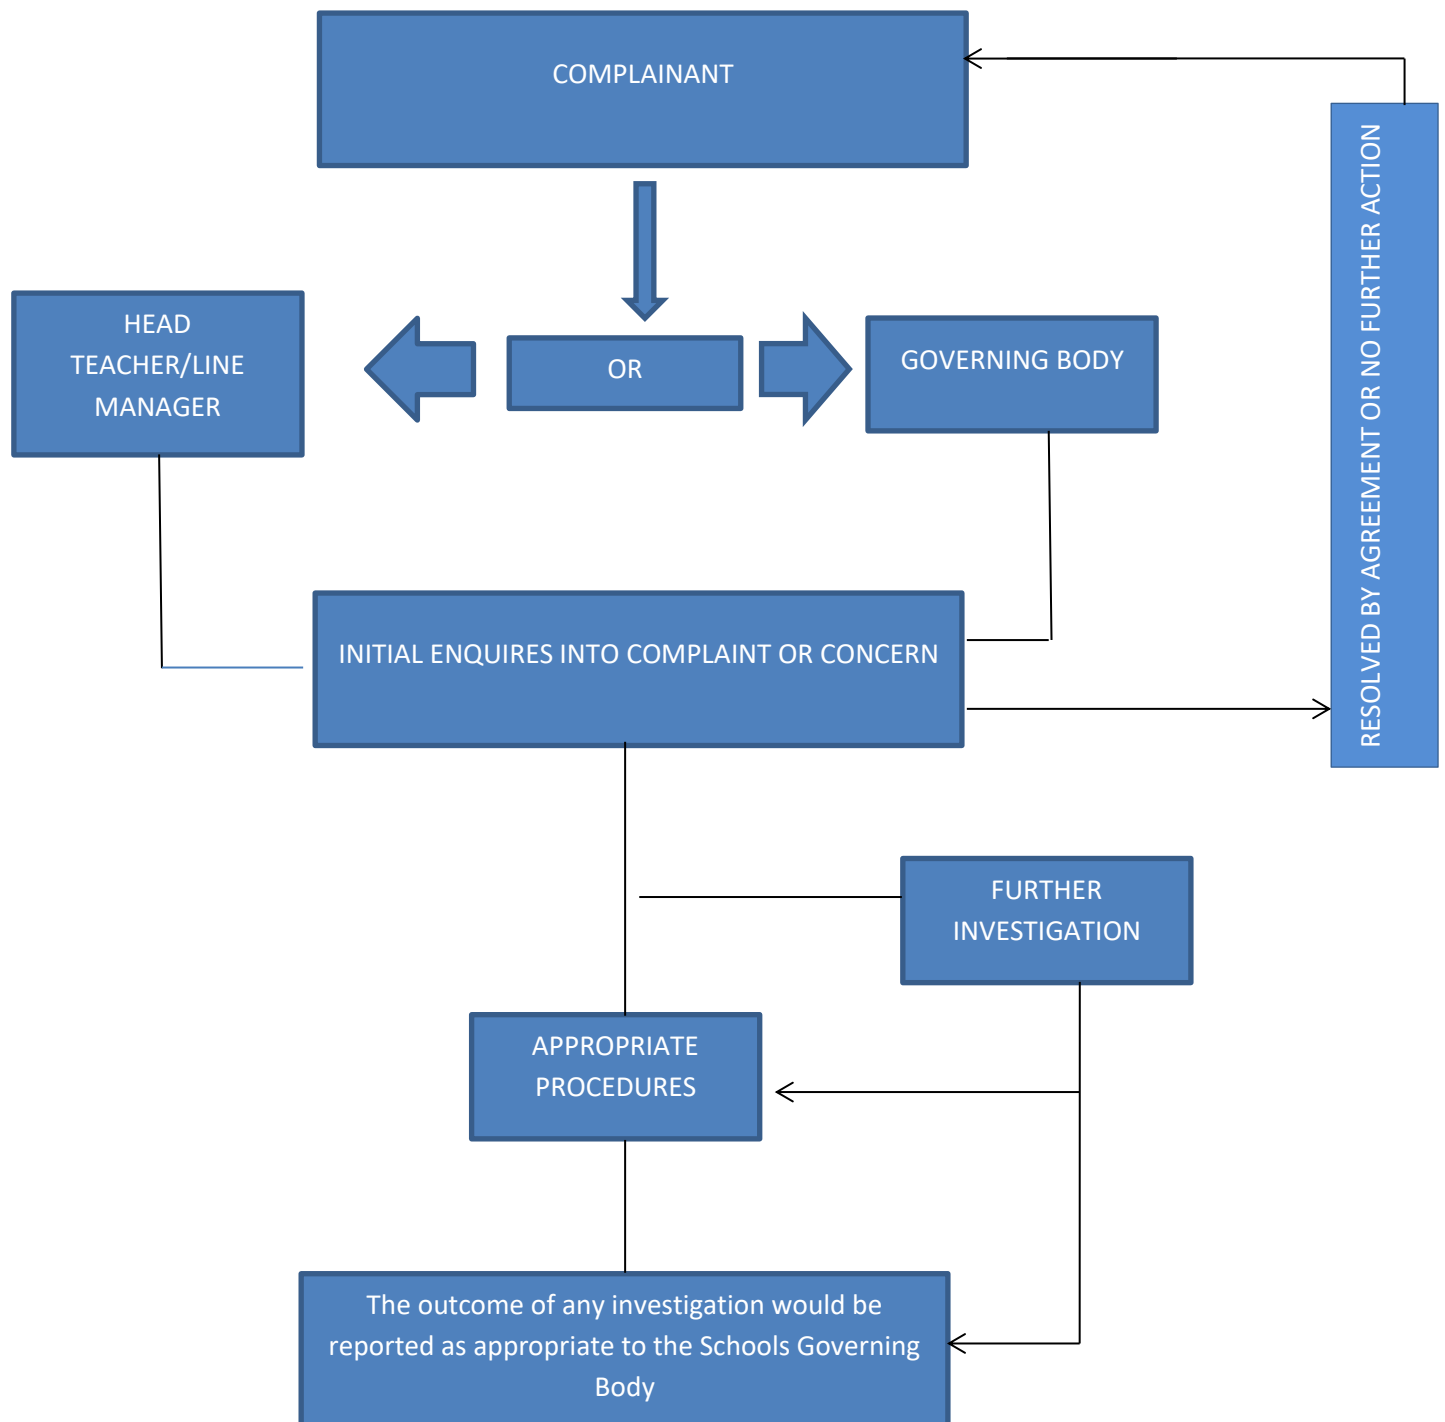 COMPLAINANT
RESOLVED BY AGREEMENT OR NO FURTHER ACTION
HEAD
TEACHER/LINE
MANAGER
OR
GOVERNING BODY
INITIAL ENQUIRES INTO COMPLAINT OR CONCERN
FURTHER
INVESTIGATION
APPROPRIATE
PROCEDURES
The outcome of any investigation would be
reported as appropriate to the Schools Governing
Body